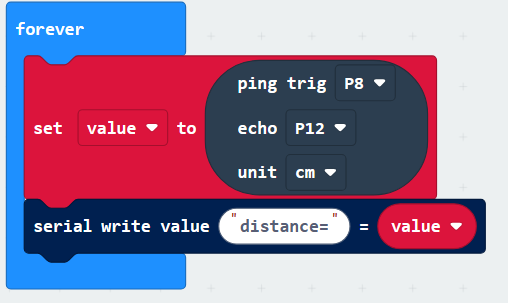 forever
ping trig P8
set value to echo P12
unit cm
serial write value "distance=" = value